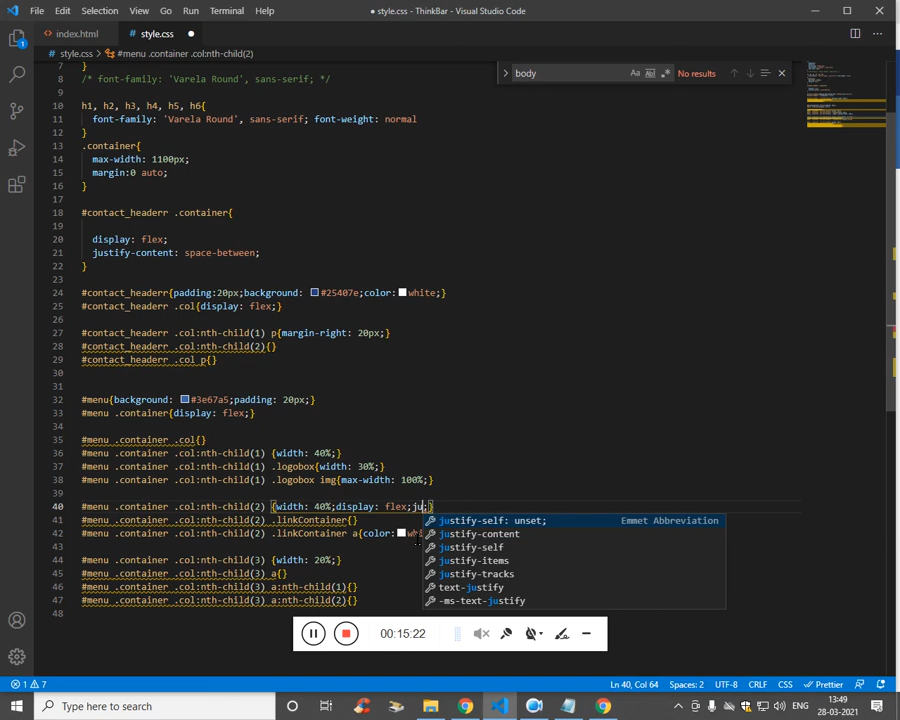 File Edit Selection View Go Run Terminal Help
● style.css - ThinkBar - Visual Studio Code
index.html
# style.css ●
# style.css > #menu .container .col:nth-child(2)
body Aa No results
7 }
8 /* font-family: 'Varela Round', sans-serif; */
9
10 h1, h2, h3, h4, h5, h6{
11 font-family: 'Varela Round', sans-serif; font-weight: normal
12 }
13 .container{
14 max-width: 1100px;
15 margin:0 auto;
16 }
17
18 #contact_headerr .container{
19
20 display: flex;
21 justify-content: space-between;
22 }
23
24 #contact_headerr{padding:20px;background: #25407e;color: white;}
25 #contact_headerr .col{display: flex;}
26
27 #contact_headerr .col:nth-child(1) p{margin-right: 20px;}
28 #contact_headerr .col:nth-child(2){}
29 #contact_headerr .col p{}
30
31
32 #menu{background: #3e67a5;padding: 20px;}
33 #menu .container{display: flex;}
34
35 #menu .container .col{}
36 #menu .container .col:nth-child(1) {width: 40%;}
37 #menu .container .col:nth-child(1) .logobox{width: 30%;}
38 #menu .container .col:nth-child(1) .logobox img{max-width: 100%;}
39
40 #menu .container .col:nth-child(2) {width: 40%;display: flex;ju;}
41 #menu .container .col:nth-child(2) .linkContainer{}
42 #menu .container .col:nth-child(2) .linkContainer a{color: whi
43
44 #menu .container .col:nth-child(3) {width: 20%;}
45 #menu .container .col:nth-child(3) a{}
46 #menu .container .col:nth-child(3) a:nth-child(1){}
47 #menu .container .col:nth-child(3) a:nth-child(2){}
48
justify-self: unset; Emmet Abbreviation
justify-content
justify-self
justify-items
justify-tracks
text-justify
-ms-text-justify
00:15:22
1 7 Ln 40, Col 64 Spaces: 2 UTF-8 CRLF CSS Prettier
Type here to search
13:49
28-03-2021